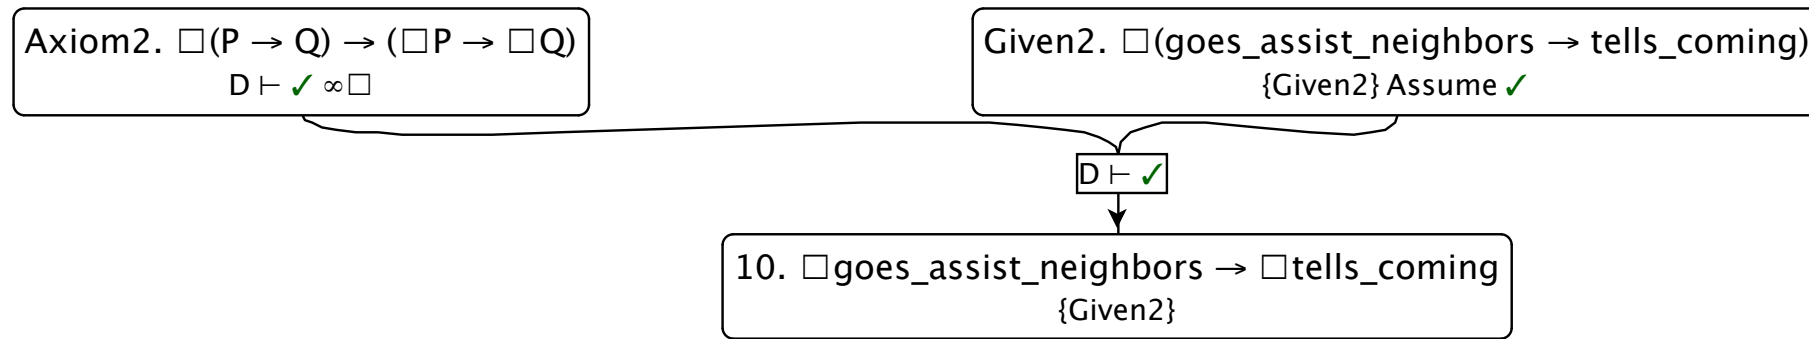 Axiom2. □(P → Q) → (□P → □Q)
D ⊢ ✓ ∞□
Given2. □(goes_assist_neighbors → tells_coming)
{Given2} Assume ✓
D ⊢ ✓
10. □goes_assist_neighbors → □tells_coming
{Given2}